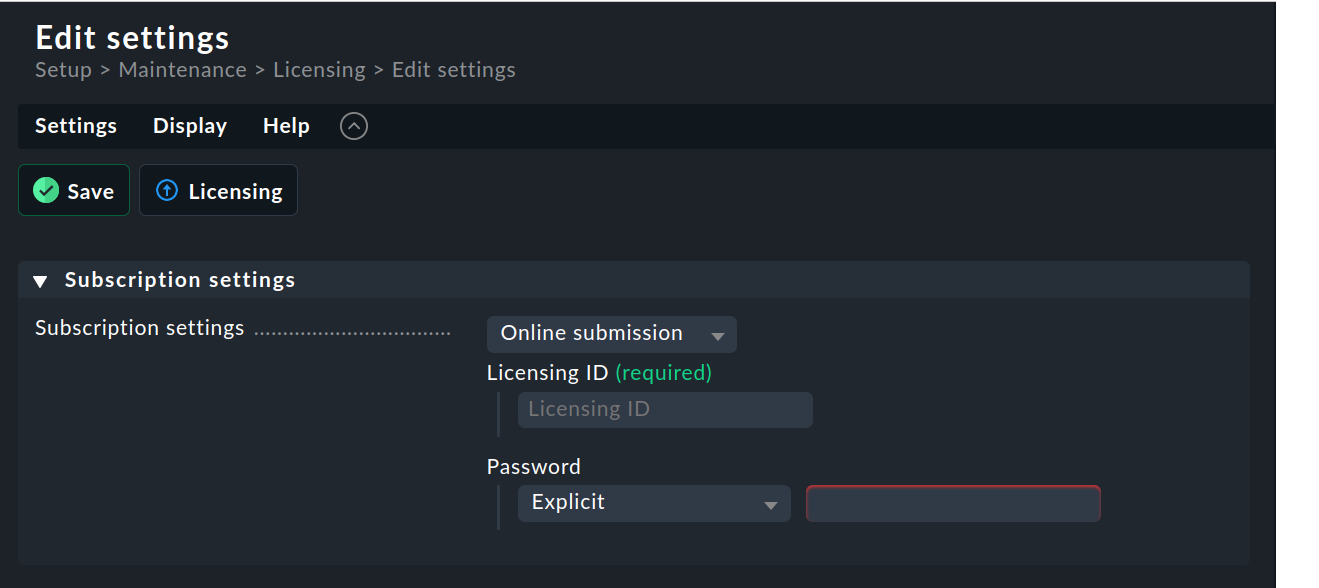 Edit settings
Setup > Maintenance > Licensing > Edit settings
Settings Display Help
Save Licensing
Subscription settings
Subscription settings
Online submission
Licensing ID (required)
Licensing ID
Password
Explicit